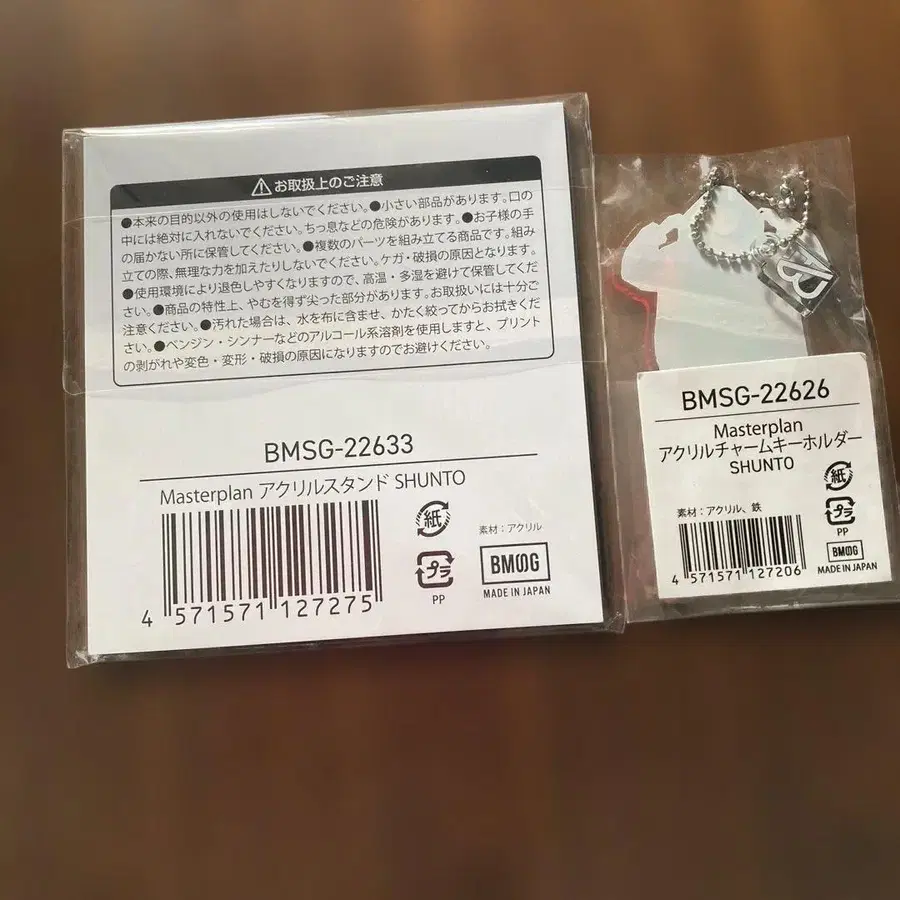 ⚠お取扱上のご注意
●本来の目的以外の使用はしないでください。●小さい部品があります。口の
中には絶対に入れないでください。ちっ息などの危険があります。●お子様の手
の届かない所に保管してください。●複数のパーツを組み立てる商品です。組み
立ての際、無理な力を加えたりしないでください。ケガ・破損の原因となります。
●使用環境により退色しやすくなりますので、高温・多湿を避けて保管してくだ
さい。●商品の特性上、やむを得ず尖った部分があります。お取扱いには十分ご
注意ください。●汚れた場合は、水を布に含ませ、かたく絞ってからお拭きくだ
さい。●ベンジン・シンナーなどのアルコール系溶剤を使用しますと、プリント
の剥がれや変色・変形・破損の原因になりますのでお避けください。
BMSG-22633
Masterplan アクリルスタンド SHUNTO
紙
素材：アクリル
プラ
PP
BMSG
MADE IN JAPAN
4 571571 127275
BMSG-22626
Masterplan
アクリルチャームキーホルダー
SHUNTO
紙
素材：アクリル、鉄
プラ
PP
BMSG
MADE IN JAPAN
4 571571 127206